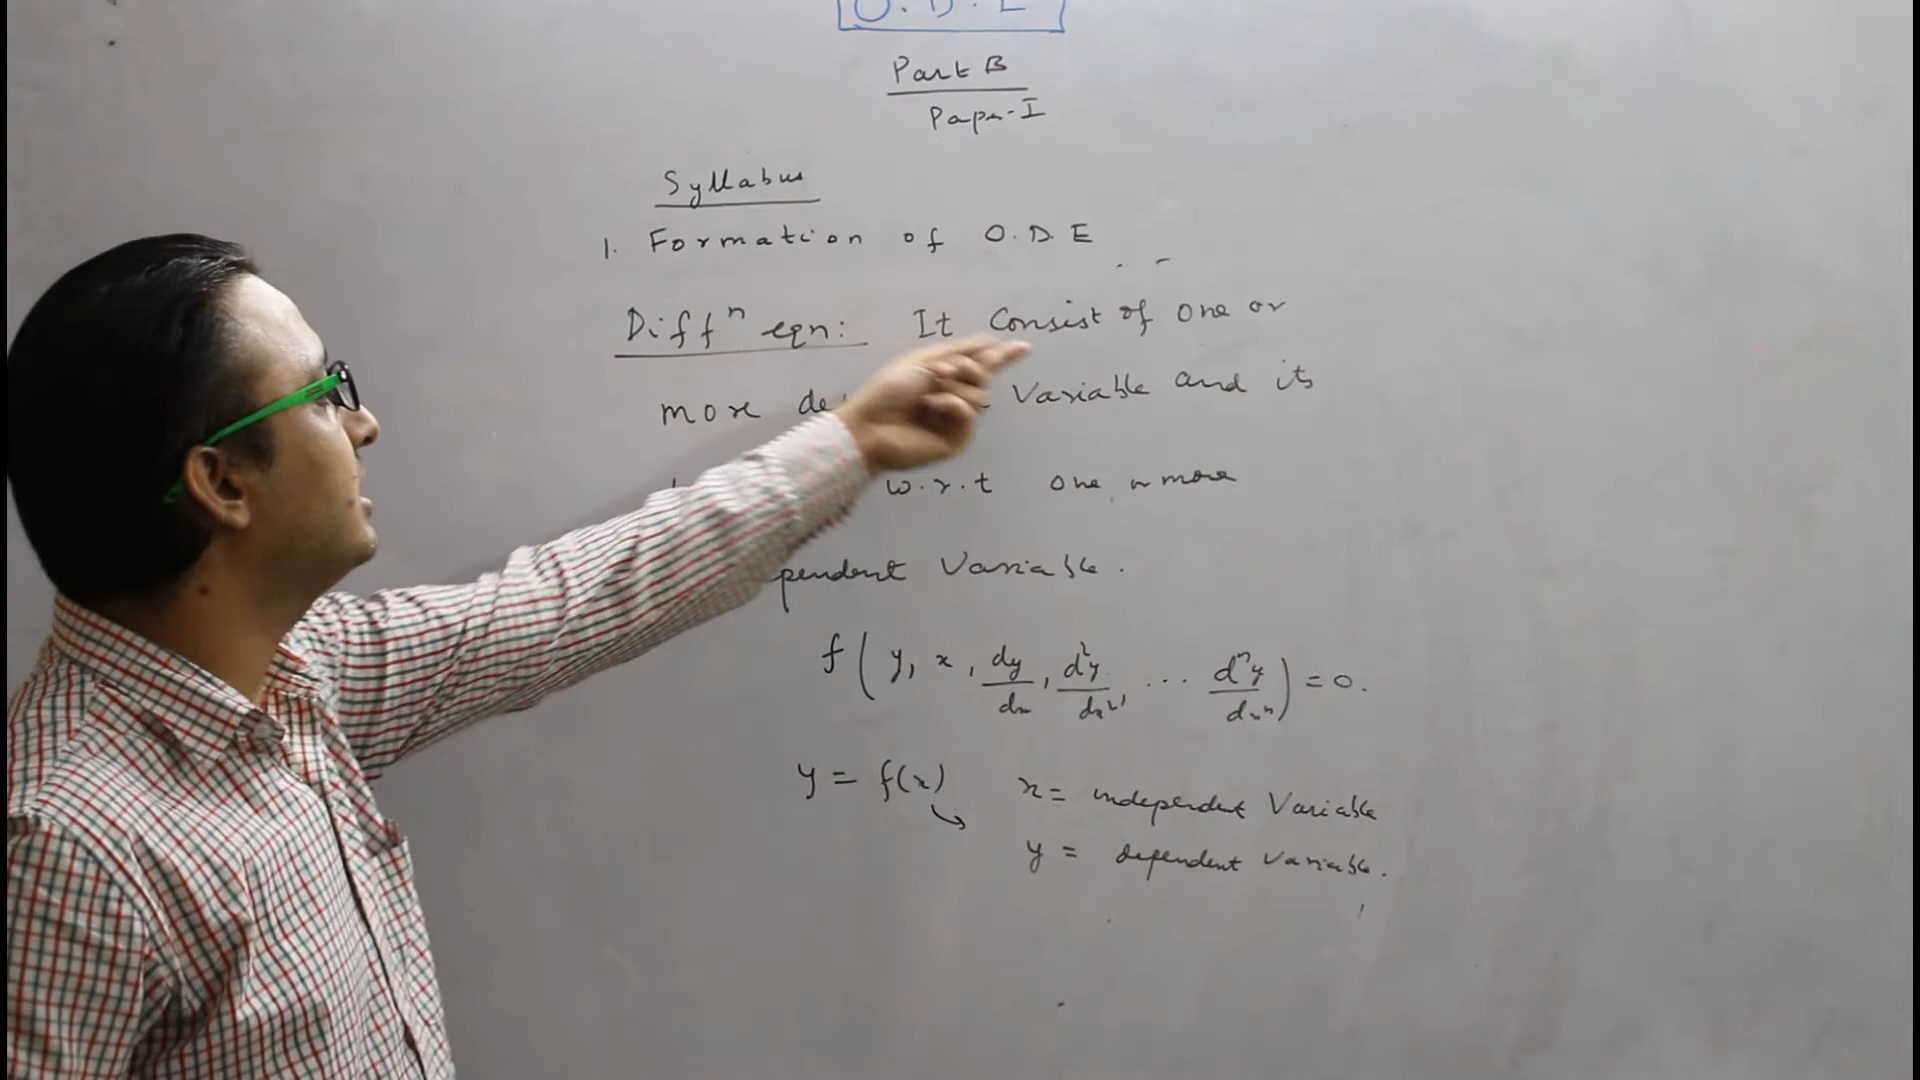 O.D.E
Part B
Paper-I
Syllabus
1. Formation of O.D.E
Diffⁿ eqn: It Consist of one or
more Variable and its
w.r.t one or more
pendent Variable.
f(y, x, dy/dx, d²y/dx², ... dⁿy/dxⁿ) = 0.
y = f(x) x = independent Variable
y = dependent Variable.